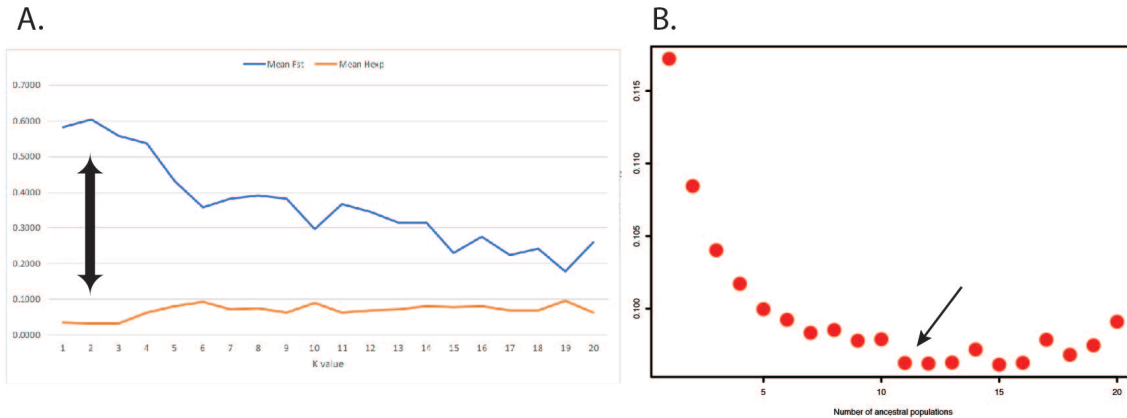 A.
Mean Fst Mean Hexp
0.7000
0.6000
0.5000
0.4000
0.3000
0.2000
0.1000
0.0000
1 2 3 4 5 6 7 8 9 10 11 12 13 14 15 16 17 18 19 20
K value
B.
0.115
0.110
0.105
0.100
5 10 15 20
Number of ancestral populations